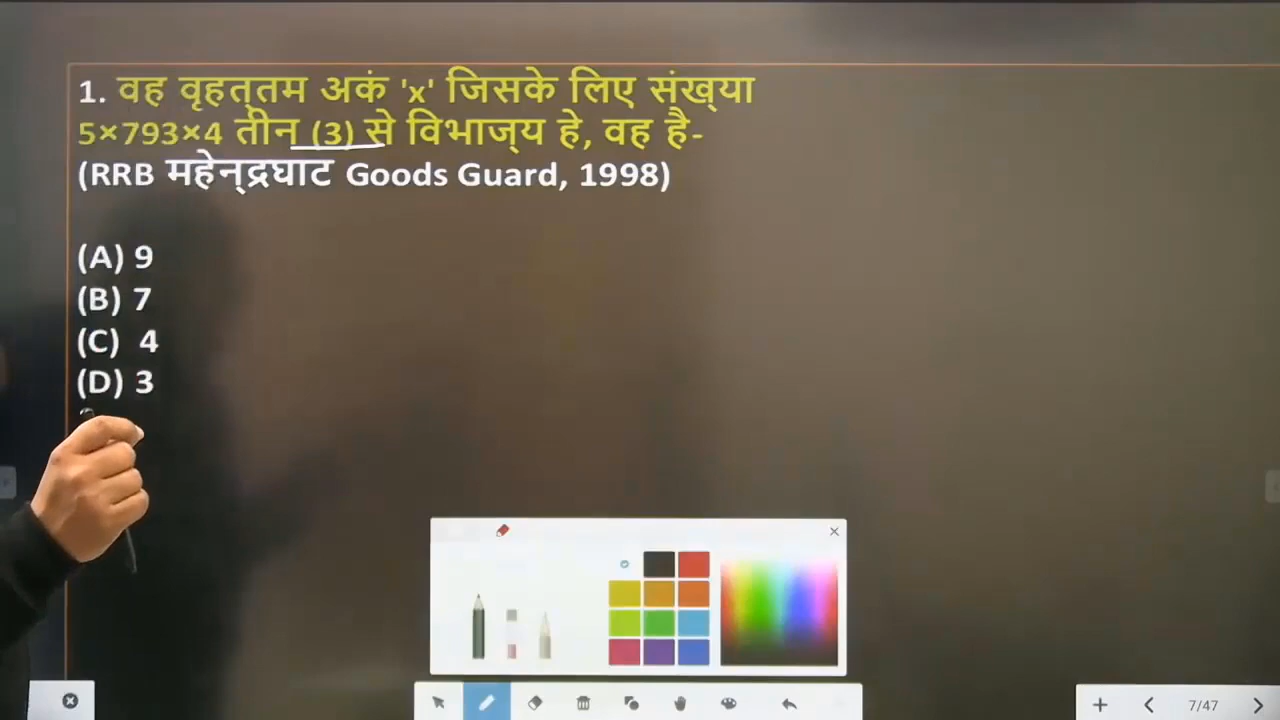 1. वह वृहत्तम अकं 'x' जिसके लिए संख्या
5×793×4 तीन (3) से विभाज्य हे, वह है-
(RRB महेन्द्रघाट Goods Guard, 1998)
(A) 9
(B) 7
(C) 4
(D) 3
7/47